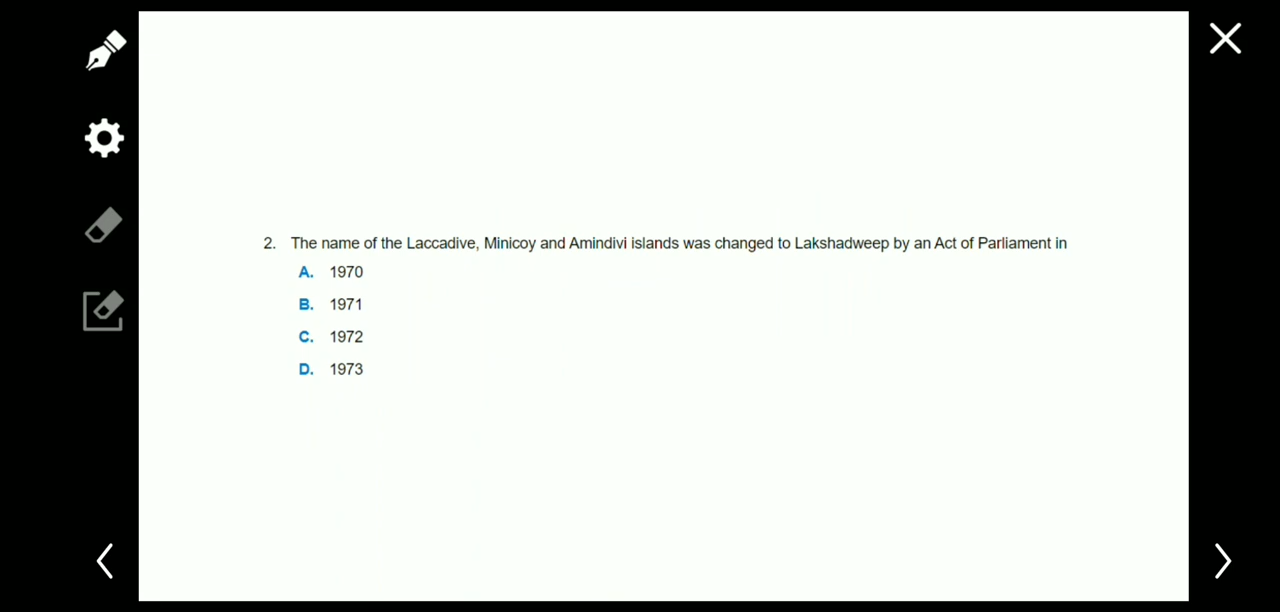 2. The name of the Laccadive, Minicoy and Amindivi islands was changed to Lakshadweep by an Act of Parliament in
A. 1970
B. 1971
C. 1972
D. 1973